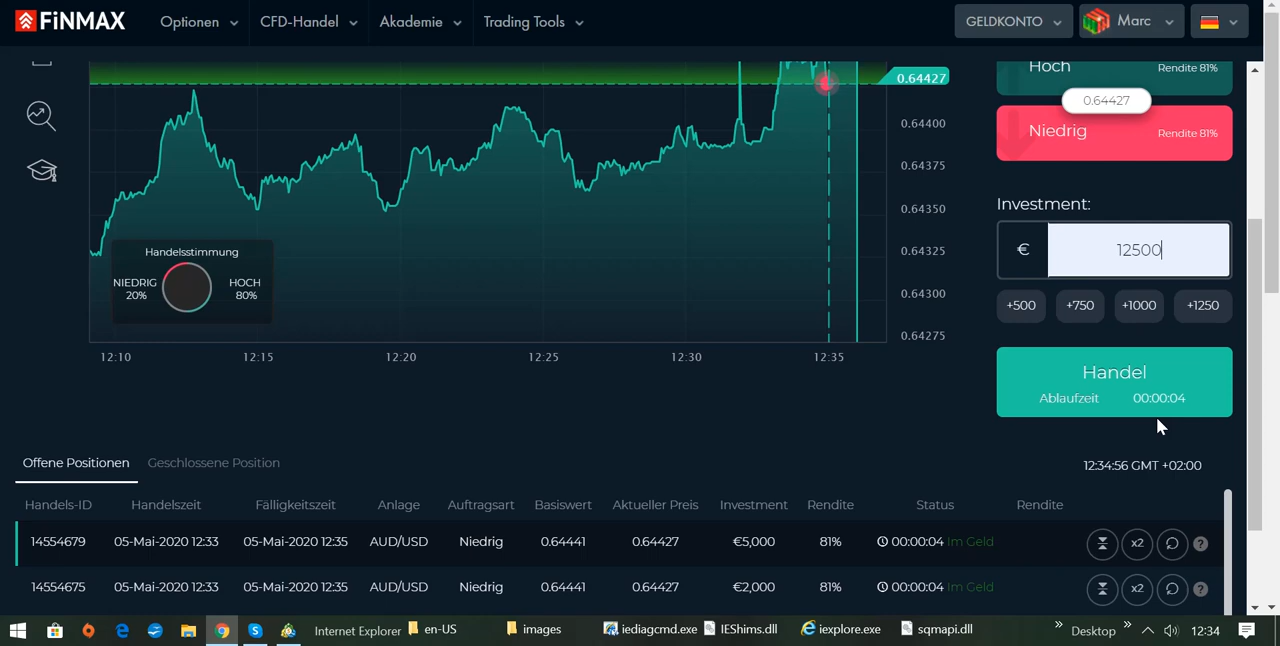 FiNMAX Optionen CFD-Handel Akademie Trading Tools GELDKONTO Marc
Hoch Rendite 81%
0.64427
0.64427
Niedrig Rendite 81%
0.64400
0.64375
0.64350
0.64325
0.64300
0.64275
Handelsstimmung
NIEDRIG
20%
HOCH
80%
12:10 12:15 12:20 12:25 12:30 12:35
Investment:
€ 12500
+500 +750 +1000 +1250
Handel
Ablaufzeit 00:00:04
12:34:56 GMT +02:00
Offene Positionen Geschlossene Position
Handels-ID Handelszeit Fälligkeitszeit Anlage Auftragsart Basiswert Aktueller Preis Investment Rendite Status Rendite
14554679 05-Mai-2020 12:33 05-Mai-2020 12:35 AUD/USD Niedrig 0.64441 0.64427 €5,000 81% 00:00:04 Im Geld x2 ?
14554675 05-Mai-2020 12:33 05-Mai-2020 12:35 AUD/USD Niedrig 0.64441 0.64427 €2,000 81% 00:00:04 Im Geld x2 ?
Internet Explorer en-US images iediagcmd.exe IEShims.dll iexplore.exe sqmapi.dll » Desktop » 12:34